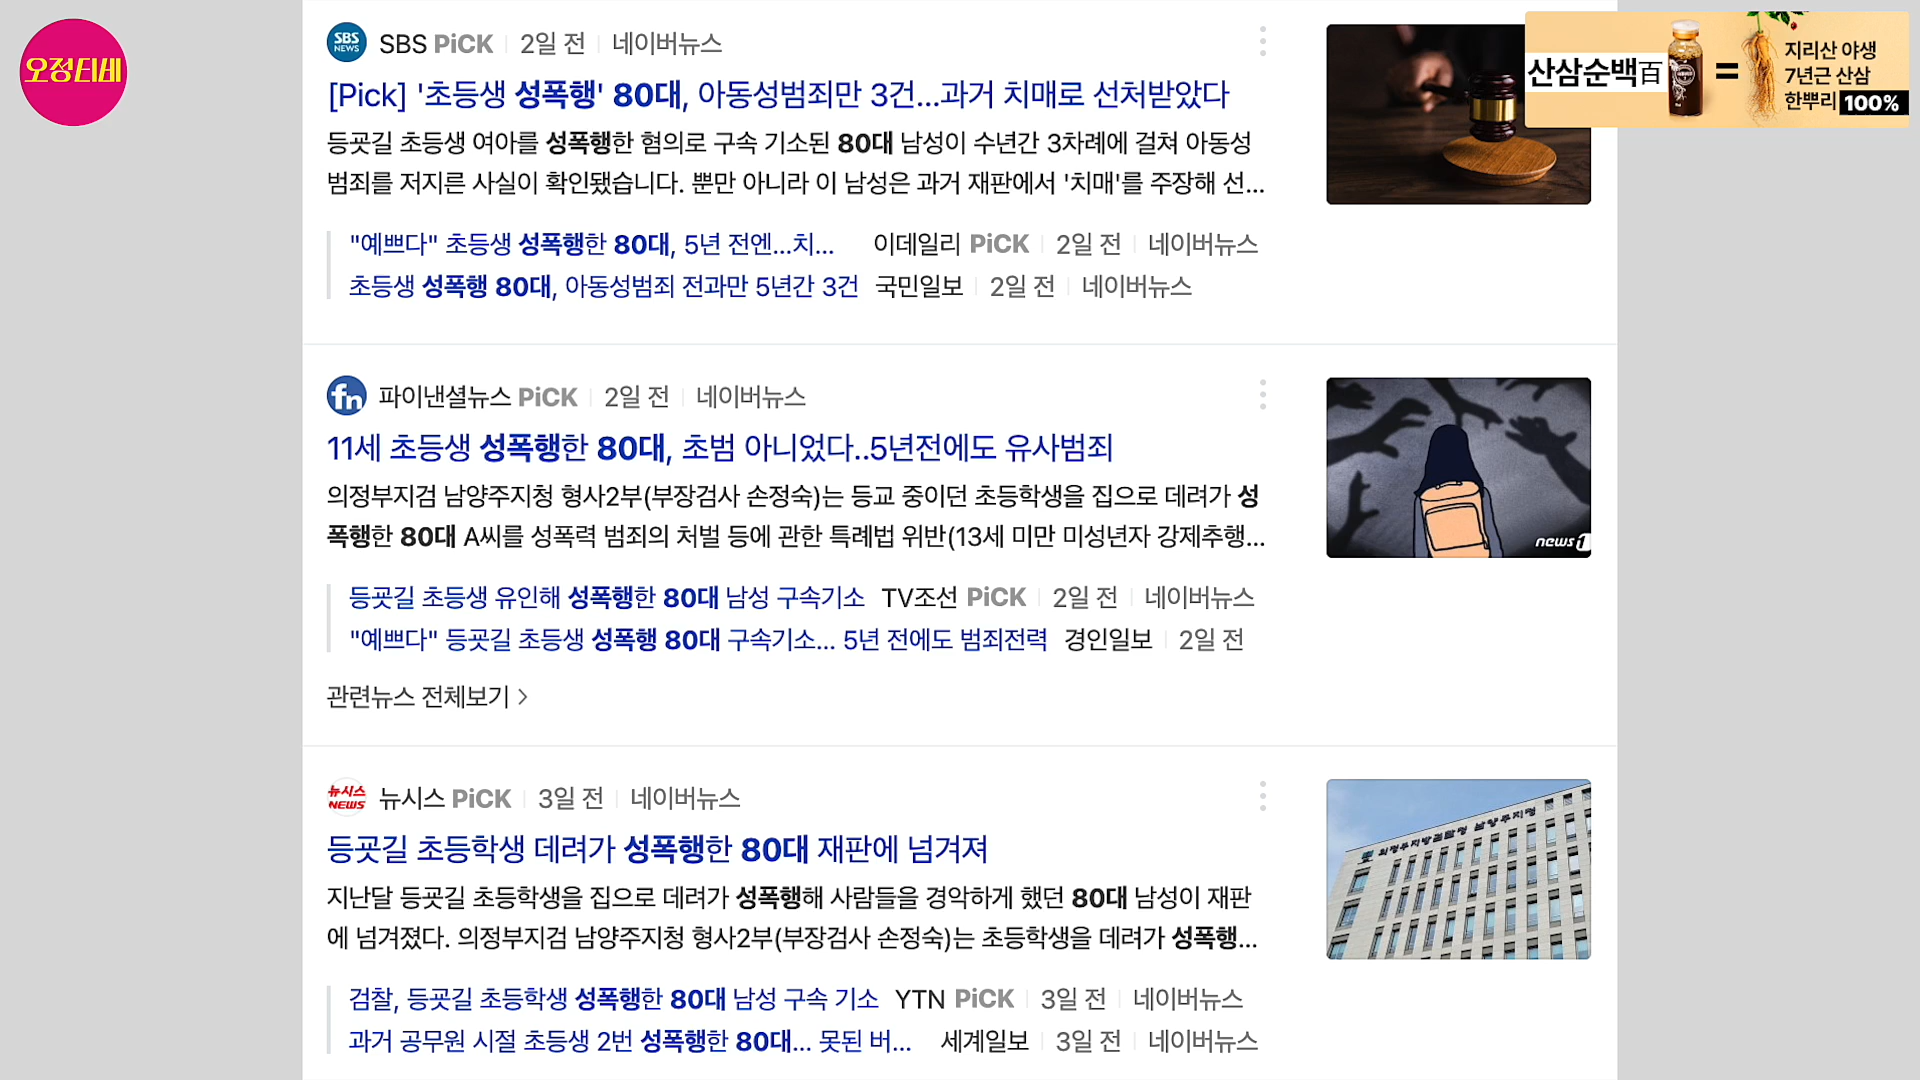 오정티비
SBS NEWS
SBS PiCK 2일 전 네이버뉴스
[Pick] '초등생 성폭행' 80대, 아동성범죄만 3건…과거 치매로 선처받았다
등굣길 초등생 여아를 성폭행한 혐의로 구속 기소된 80대 남성이 수년간 3차례에 걸쳐 아동성
범죄를 저지른 사실이 확인됐습니다. 뿐만 아니라 이 남성은 과거 재판에서 '치매'를 주장해 선...
"예쁘다" 초등생 성폭행한 80대, 5년 전엔…치... 이데일리 PiCK 2일 전 네이버뉴스
초등생 성폭행 80대, 아동성범죄 전과만 5년간 3건 국민일보 2일 전 네이버뉴스
산삼순백百 =
지리산 야생
7년근 산삼
한뿌리 100%
fn 파이낸셜뉴스 PiCK 2일 전 네이버뉴스
11세 초등생 성폭행한 80대, 초범 아니었다..5년전에도 유사범죄
의정부지검 남양주지청 형사2부(부장검사 손정숙)는 등교 중이던 초등학생을 집으로 데려가 성
폭행한 80대 A씨를 성폭력 범죄의 처벌 등에 관한 특례법 위반(13세 미만 미성년자 강제추행...
news1
등굣길 초등생 유인해 성폭행한 80대 남성 구속기소 TV조선 PiCK 2일 전 네이버뉴스
"예쁘다" 등굣길 초등생 성폭행 80대 구속기소… 5년 전에도 범죄전력 경인일보 2일 전
관련뉴스 전체보기 >
뉴시스 NEWS
뉴시스 PiCK 3일 전 네이버뉴스
등굣길 초등학생 데려가 성폭행한 80대 재판에 넘겨져
지난달 등굣길 초등학생을 집으로 데려가 성폭행해 사람들을 경악하게 했던 80대 남성이 재판
에 넘겨졌다. 의정부지검 남양주지청 형사2부(부장검사 손정숙)는 초등학생을 데려가 성폭행...
의정부지방검찰청 남양주지청
검찰, 등굣길 초등학생 성폭행한 80대 남성 구속 기소 YTN PiCK 3일 전 네이버뉴스
과거 공무원 시절 초등생 2번 성폭행한 80대… 못된 버... 세계일보 3일 전 네이버뉴스